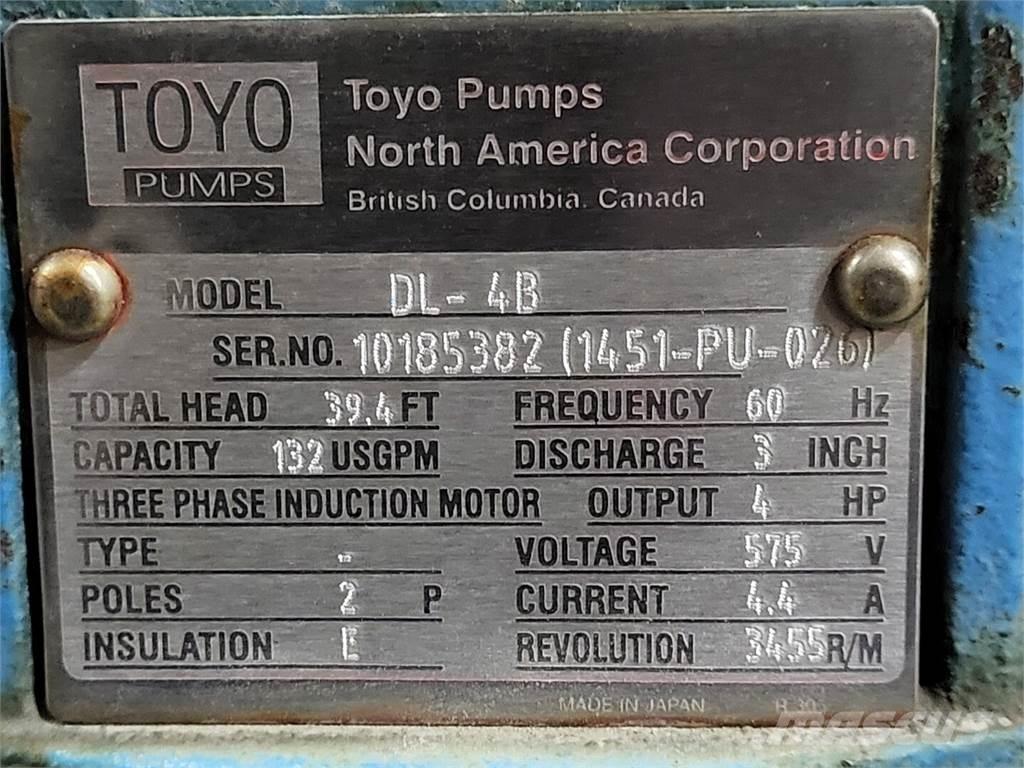 TOYO
PUMPS
Toyo Pumps
North America Corporation
British Columbia. Canada
MODEL DL-4B
SER.NO. 10185382 (1451-PU-026)
TOTAL HEAD 39.4 FT FREQUENCY 60 Hz
CAPACITY 132 USGPM DISCHARGE 3 INCH
THREE PHASE INDUCTION MOTOR OUTPUT 4 HP
TYPE - VOLTAGE 575 V
POLES 2 P CURRENT 4.4 A
INSULATION E REVOLUTION 3455 R/M
MADE IN JAPAN
mascus